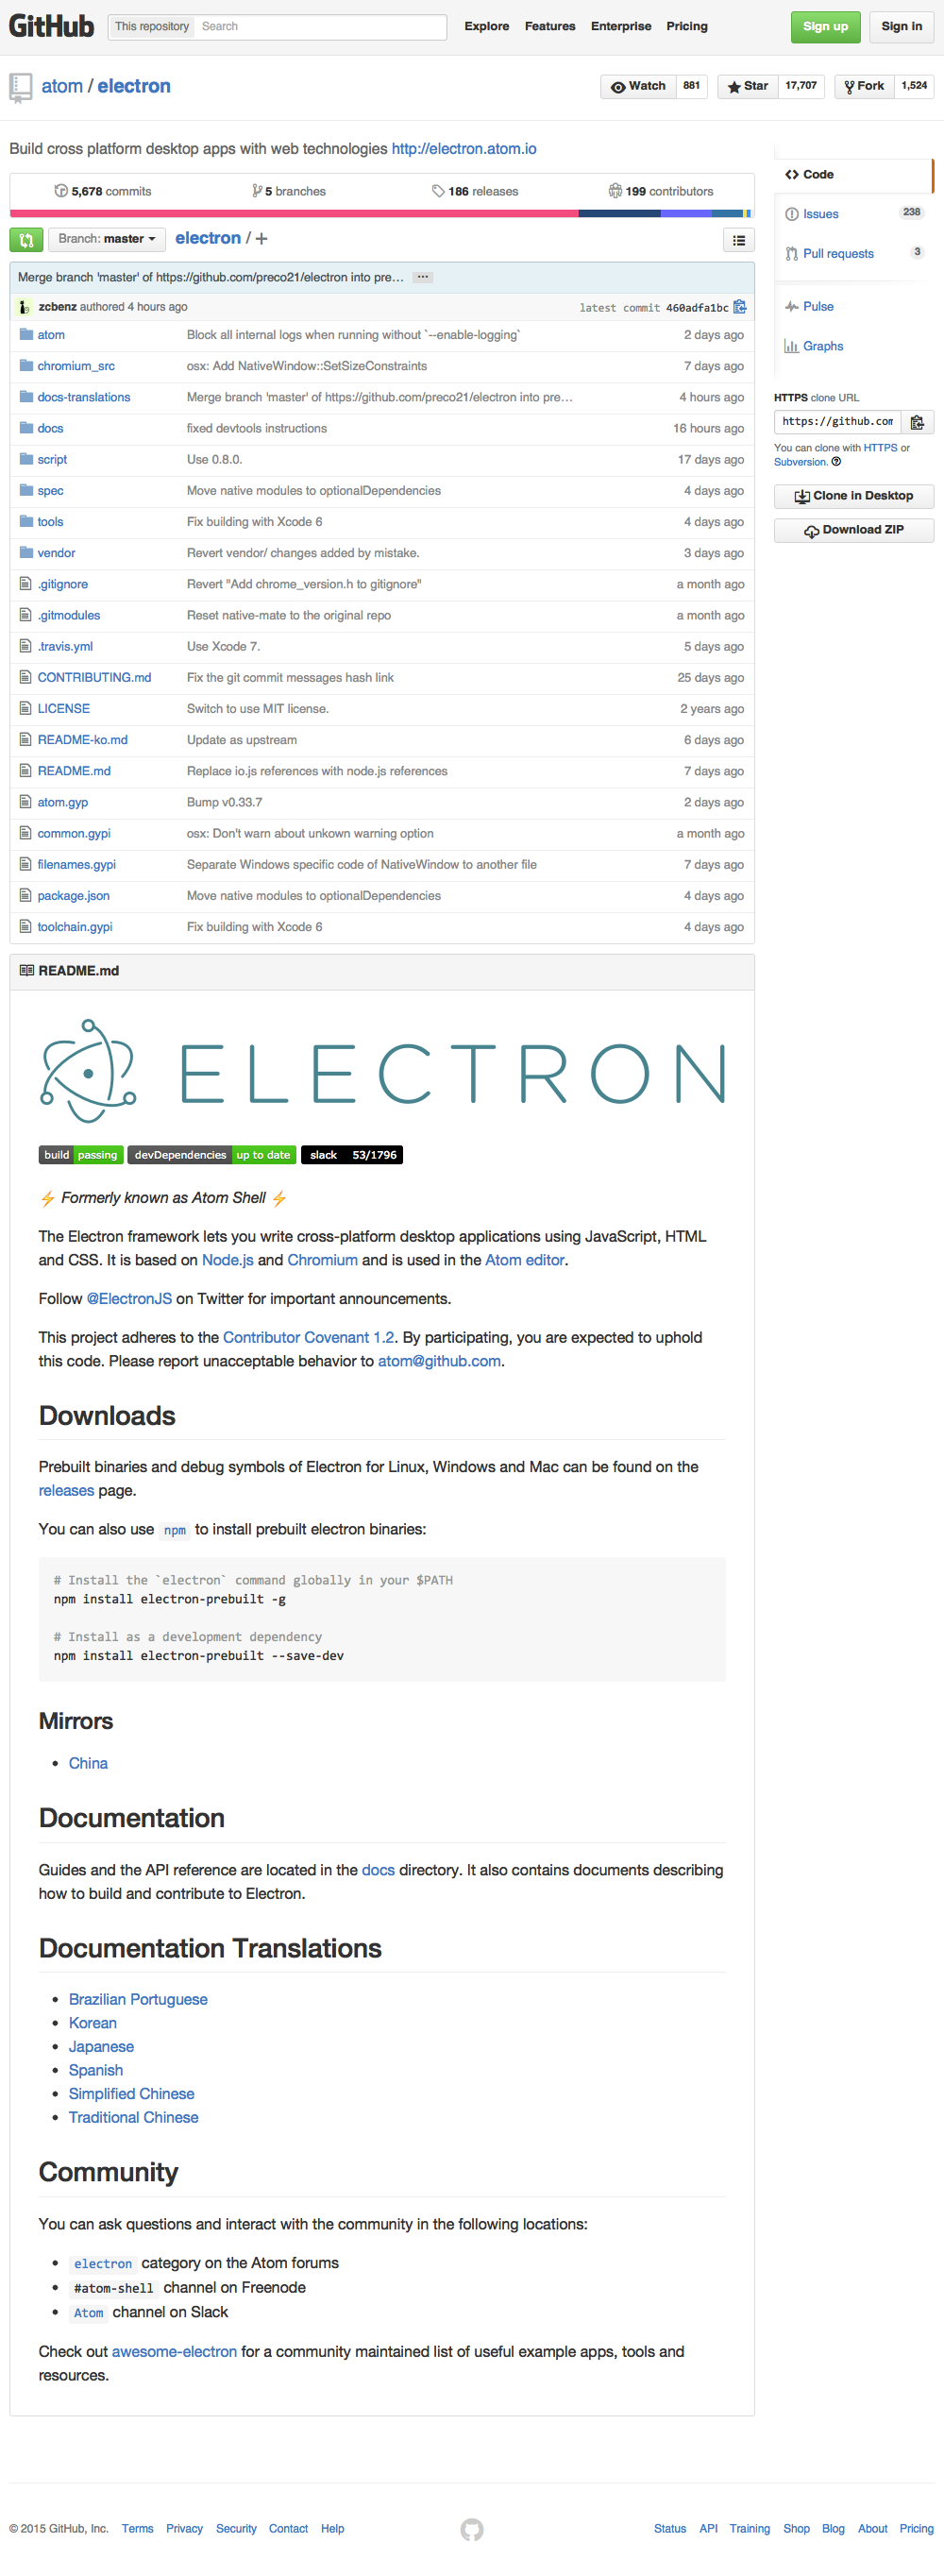 GitHub This repository Search Explore Features Enterprise Pricing Sign up Sign in
atom / electron Watch 881 Star 17,707 Fork 1,524
Build cross platform desktop apps with web technologies http://electron.atom.io
5,678 commits 5 branches 186 releases 199 contributors
Branch: master electron / +
Merge branch 'master' of https://github.com/preco21/electron into pre… …
zcbenz authored 4 hours ago latest commit 460adfa1bc
atom Block all internal logs when running without `--enable-logging` 2 days ago
chromium_src osx: Add NativeWindow::SetSizeConstraints 7 days ago
docs-translations Merge branch 'master' of https://github.com/preco21/electron into pre… 4 hours ago
docs fixed devtools instructions 16 hours ago
script Use 0.8.0. 17 days ago
spec Move native modules to optionalDependencies 4 days ago
tools Fix building with Xcode 6 4 days ago
vendor Revert vendor/ changes added by mistake. 3 days ago
.gitignore Revert "Add chrome_version.h to gitignore" a month ago
.gitmodules Reset native-mate to the original repo a month ago
.travis.yml Use Xcode 7. 5 days ago
CONTRIBUTING.md Fix the git commit messages hash link 25 days ago
LICENSE Switch to use MIT license. 2 years ago
README-ko.md Update as upstream 6 days ago
README.md Replace io.js references with node.js references 7 days ago
atom.gyp Bump v0.33.7 2 days ago
common.gypi osx: Don't warn about unkown warning option a month ago
filenames.gypi Separate Windows specific code of NativeWindow to another file 7 days ago
package.json Move native modules to optionalDependencies 4 days ago
toolchain.gypi Fix building with Xcode 6 4 days ago
Code
Issues 238
Pull requests 3
Pulse
Graphs
HTTPS clone URL
https://github.com
You can clone with HTTPS or
Subversion.
Clone in Desktop
Download ZIP
README.md
ELECTRON
build passing devDependencies up to date slack 53/1796
⚡ Formerly known as Atom Shell ⚡
The Electron framework lets you write cross-platform desktop applications using JavaScript, HTML
and CSS. It is based on Node.js and Chromium and is used in the Atom editor.
Follow @ElectronJS on Twitter for important announcements.
This project adheres to the Contributor Covenant 1.2. By participating, you are expected to uphold
this code. Please report unacceptable behavior to atom@github.com.
Downloads
Prebuilt binaries and debug symbols of Electron for Linux, Windows and Mac can be found on the
releases page.
You can also use npm to install prebuilt electron binaries:
# Install the `electron` command globally in your $PATH
npm install electron-prebuilt -g
# Install as a development dependency
npm install electron-prebuilt --save-dev
Mirrors
• China
Documentation
Guides and the API reference are located in the docs directory. It also contains documents describing
how to build and contribute to Electron.
Documentation Translations
• Brazilian Portuguese
• Korean
• Japanese
• Spanish
• Simplified Chinese
• Traditional Chinese
Community
You can ask questions and interact with the community in the following locations:
• electron category on the Atom forums
• #atom-shell channel on Freenode
• Atom channel on Slack
Check out awesome-electron for a community maintained list of useful example apps, tools and
resources.
© 2015 GitHub, Inc. Terms Privacy Security Contact Help Status API Training Shop Blog About Pricing